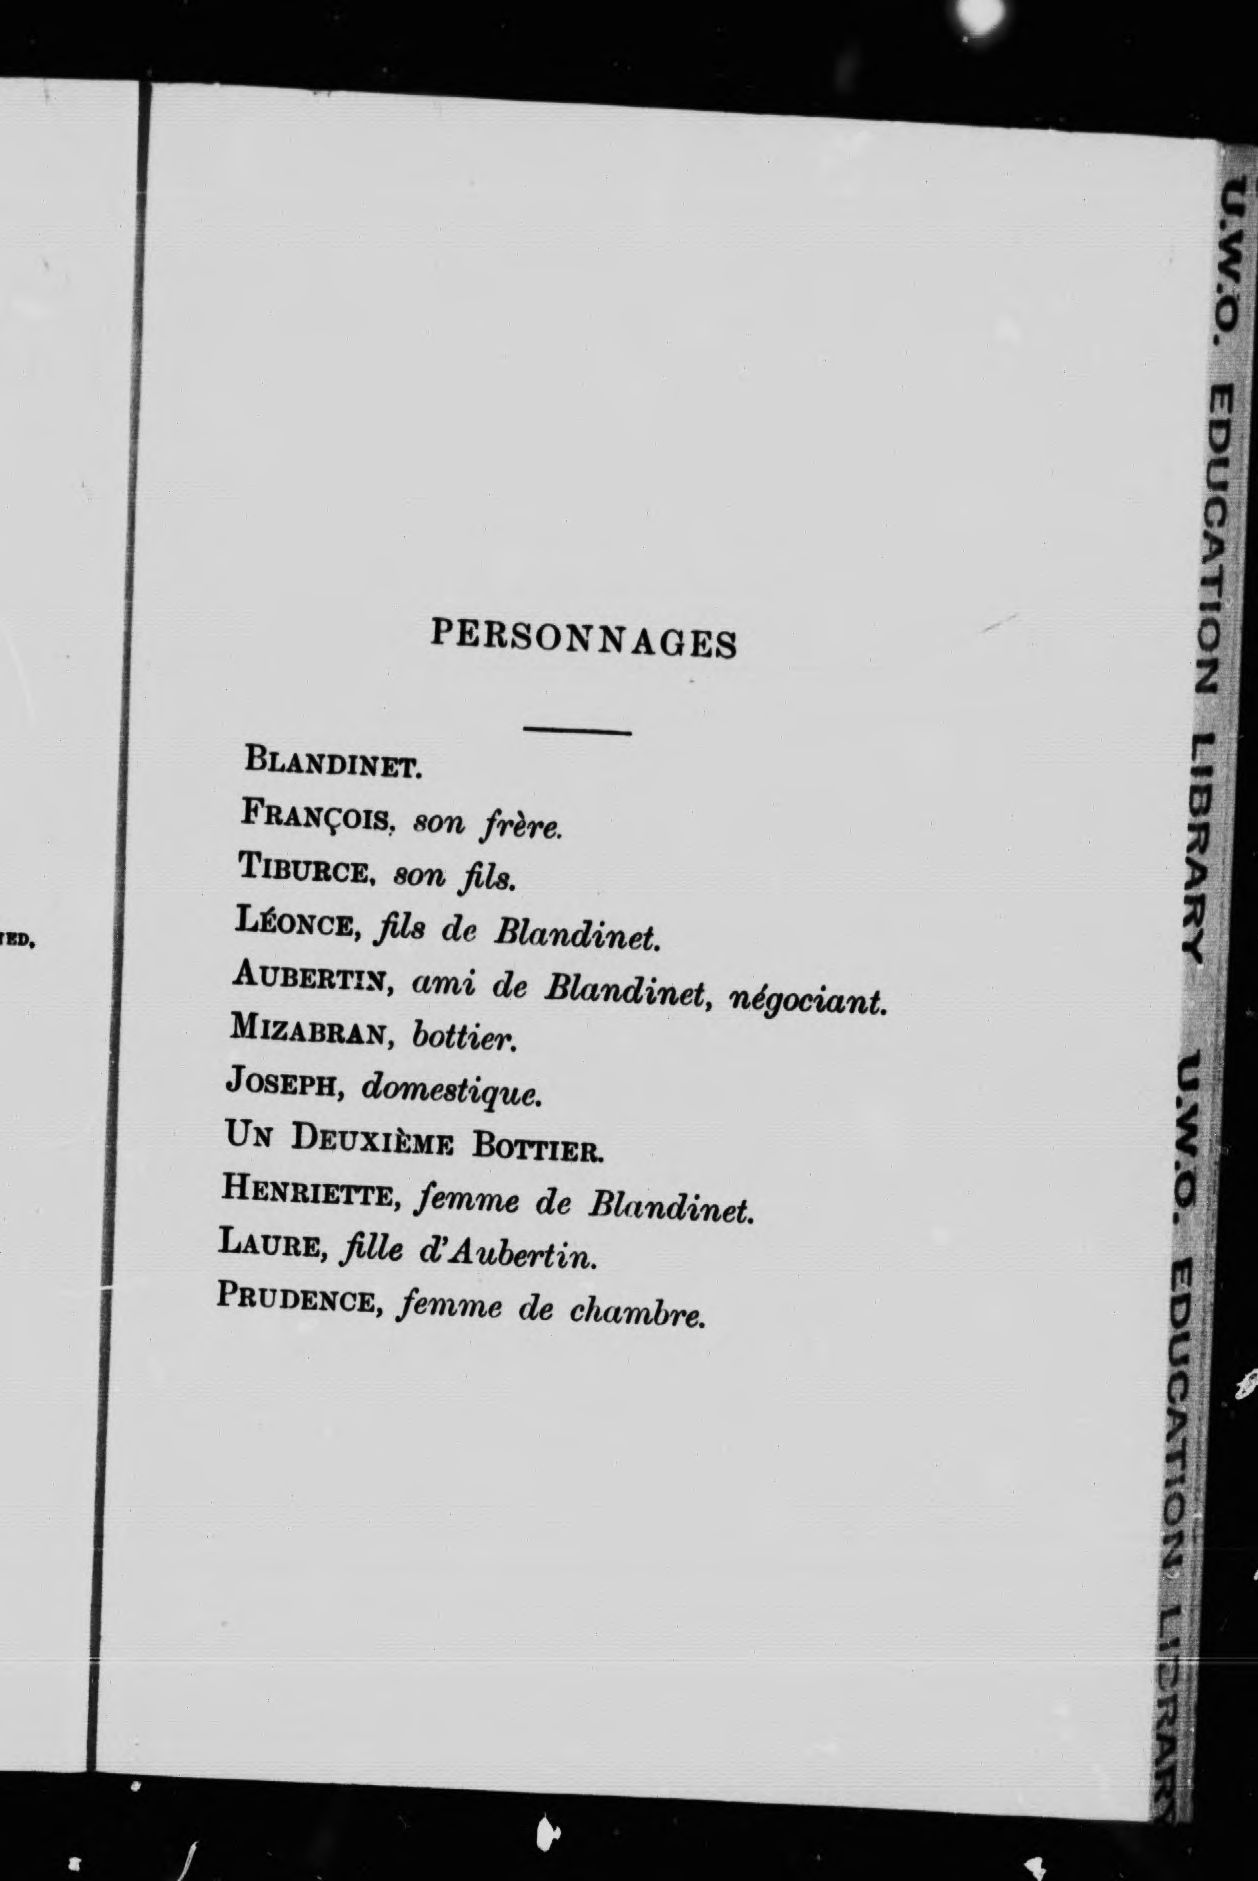 PERSONNAGES
BLANDINET.
FRANÇOIS, son frère.
TIBURCE, son fils.
LÉONCE, fils de Blandinet.
AUBERTIN, ami de Blandinet, négociant.
MIZABRAN, bottier.
JOSEPH, domestique.
UN DEUXIÈME BOTTIER.
HENRIETTE, femme de Blandinet.
LAURE, fille d'Aubertin.
PRUDENCE, femme de chambre.
TED,
U.W.O. EDUCATION LIBRARY U.W.O. EDUCATION LIBRARY